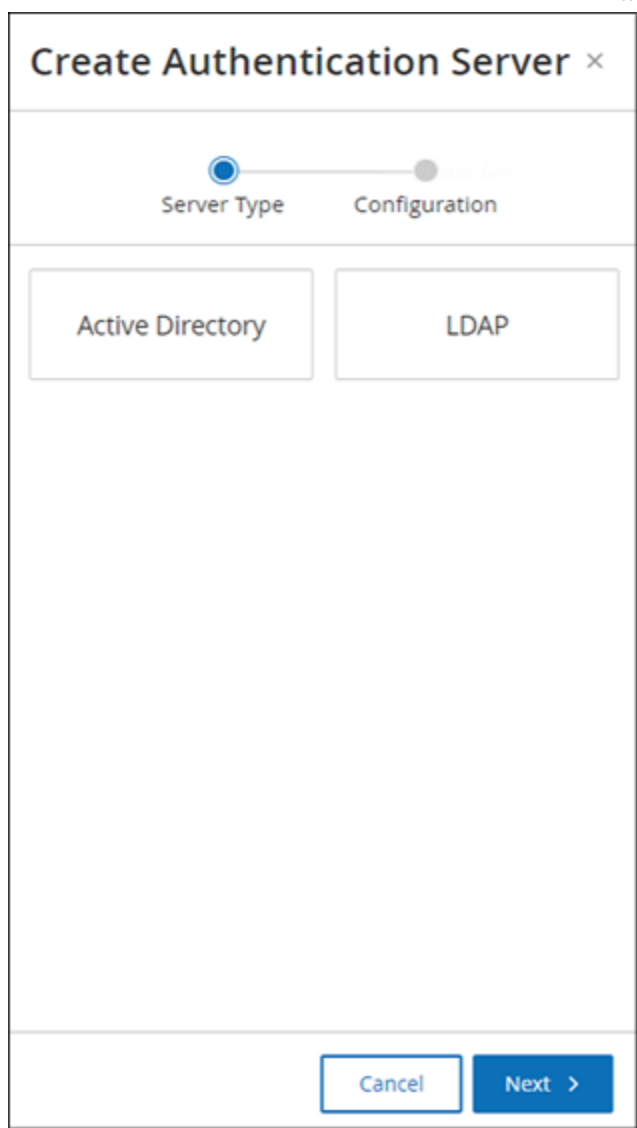 Create Authentication Server ×
Server Type Configuration
Active Directory LDAP
Cancel Next >